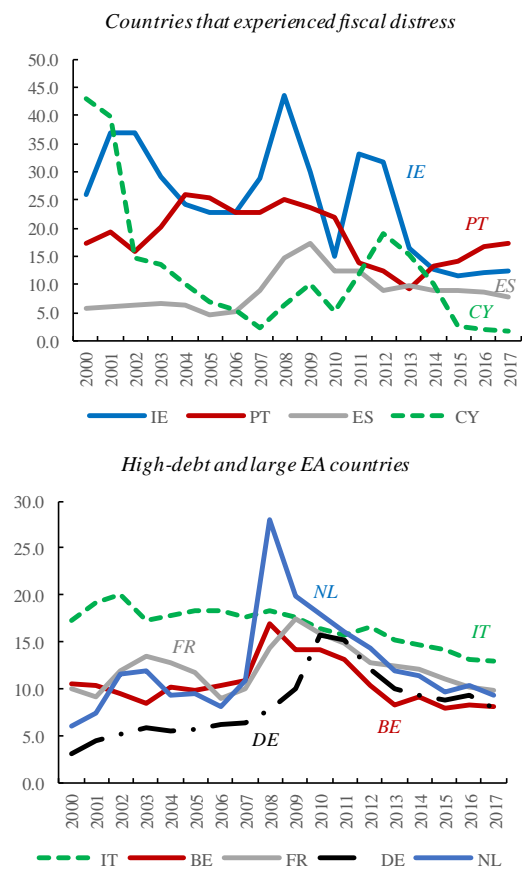 Countries that experienced fiscal distress
50.0
45.0
40.0
35.0
30.0
25.0
20.0
15.0
10.0
5.0
0.0
IE
PT
ES
CY
2000 2001 2002 2003 2004 2005 2006 2007 2008 2009 2010 2011 2012 2013 2014 2015 2016 2017
IE PT ES CY
High-debt and large EA countries
30.0
25.0
20.0
15.0
10.0
5.0
0.0
NL
IT
FR
DE
BE
2000 2001 2002 2003 2004 2005 2006 2007 2008 2009 2010 2011 2012 2013 2014 2015 2016 2017
IT BE FR DE NL